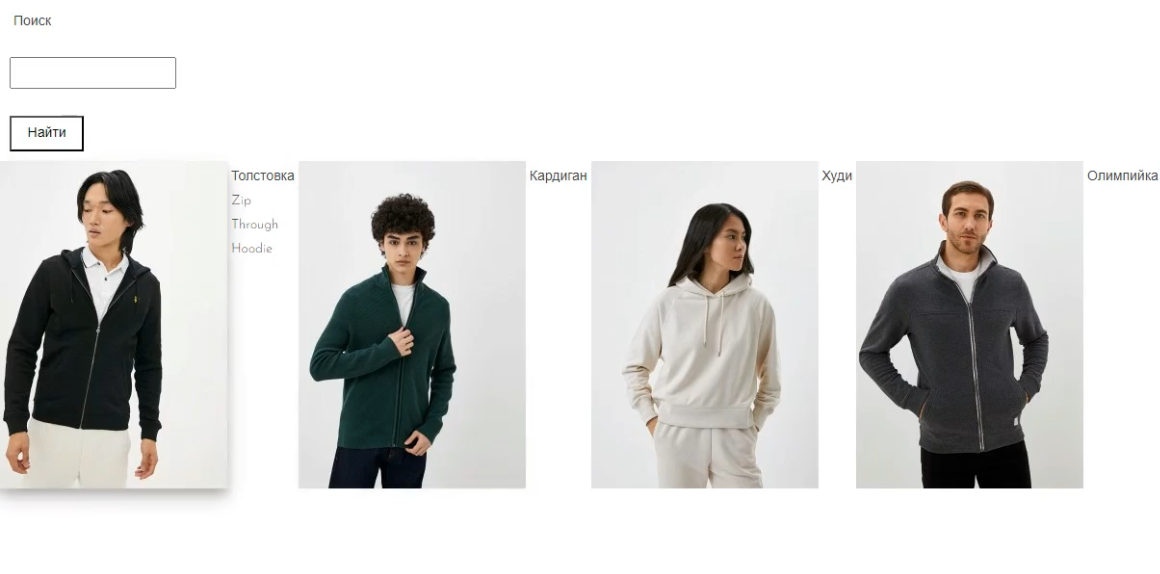 Поиск
Найти
Толстовка
Zip
Through
Hoodie
Кардиган
Худи
Олимпийка